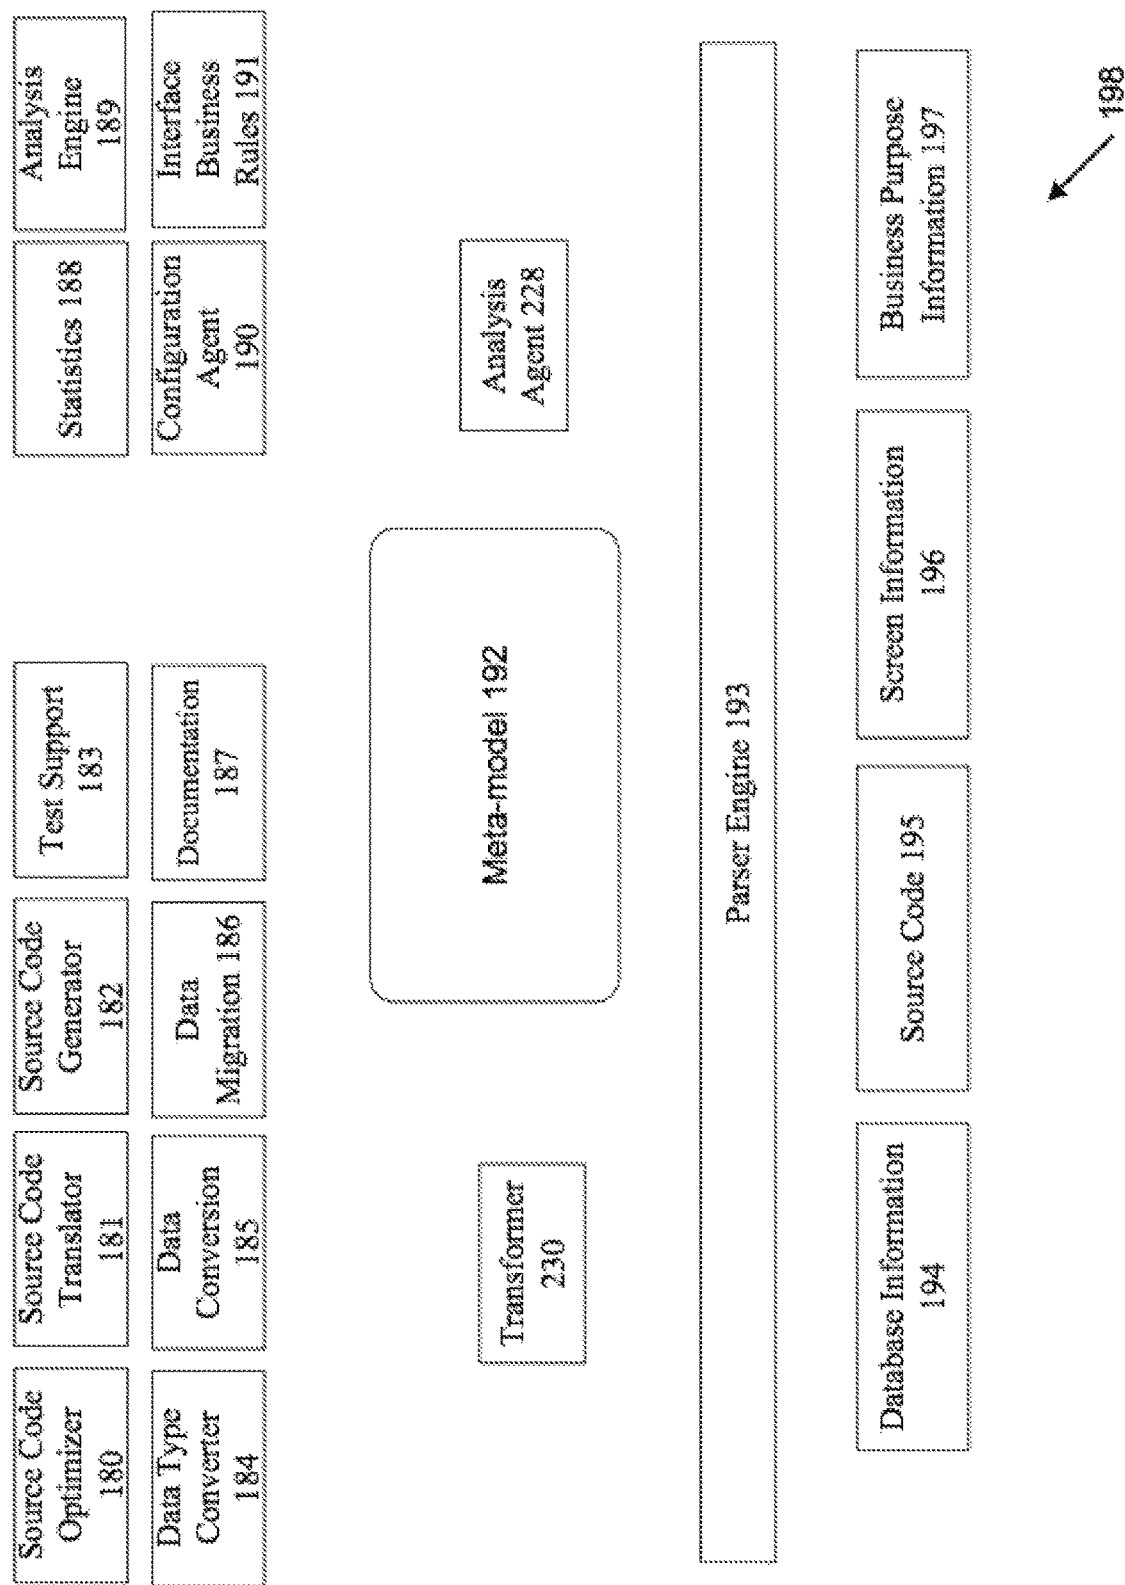 Source Code
Optimizer
180
Source Code
Translator
181
Source Code
Generator
182
Test Support
183
Statistics 188
Analysis
Engine
189
Data Type
Converter
184
Data
Conversion
185
Data
Migration 186
Documentation
187
Configuration
Agent
190
Interface
Business
Rules 191
Transformer
230
Meta-model 192
Analysis
Agent 228
Parser Engine 193
Database Information
194
Source Code 195
Screen Information
196
Business Purpose
Information 197
198